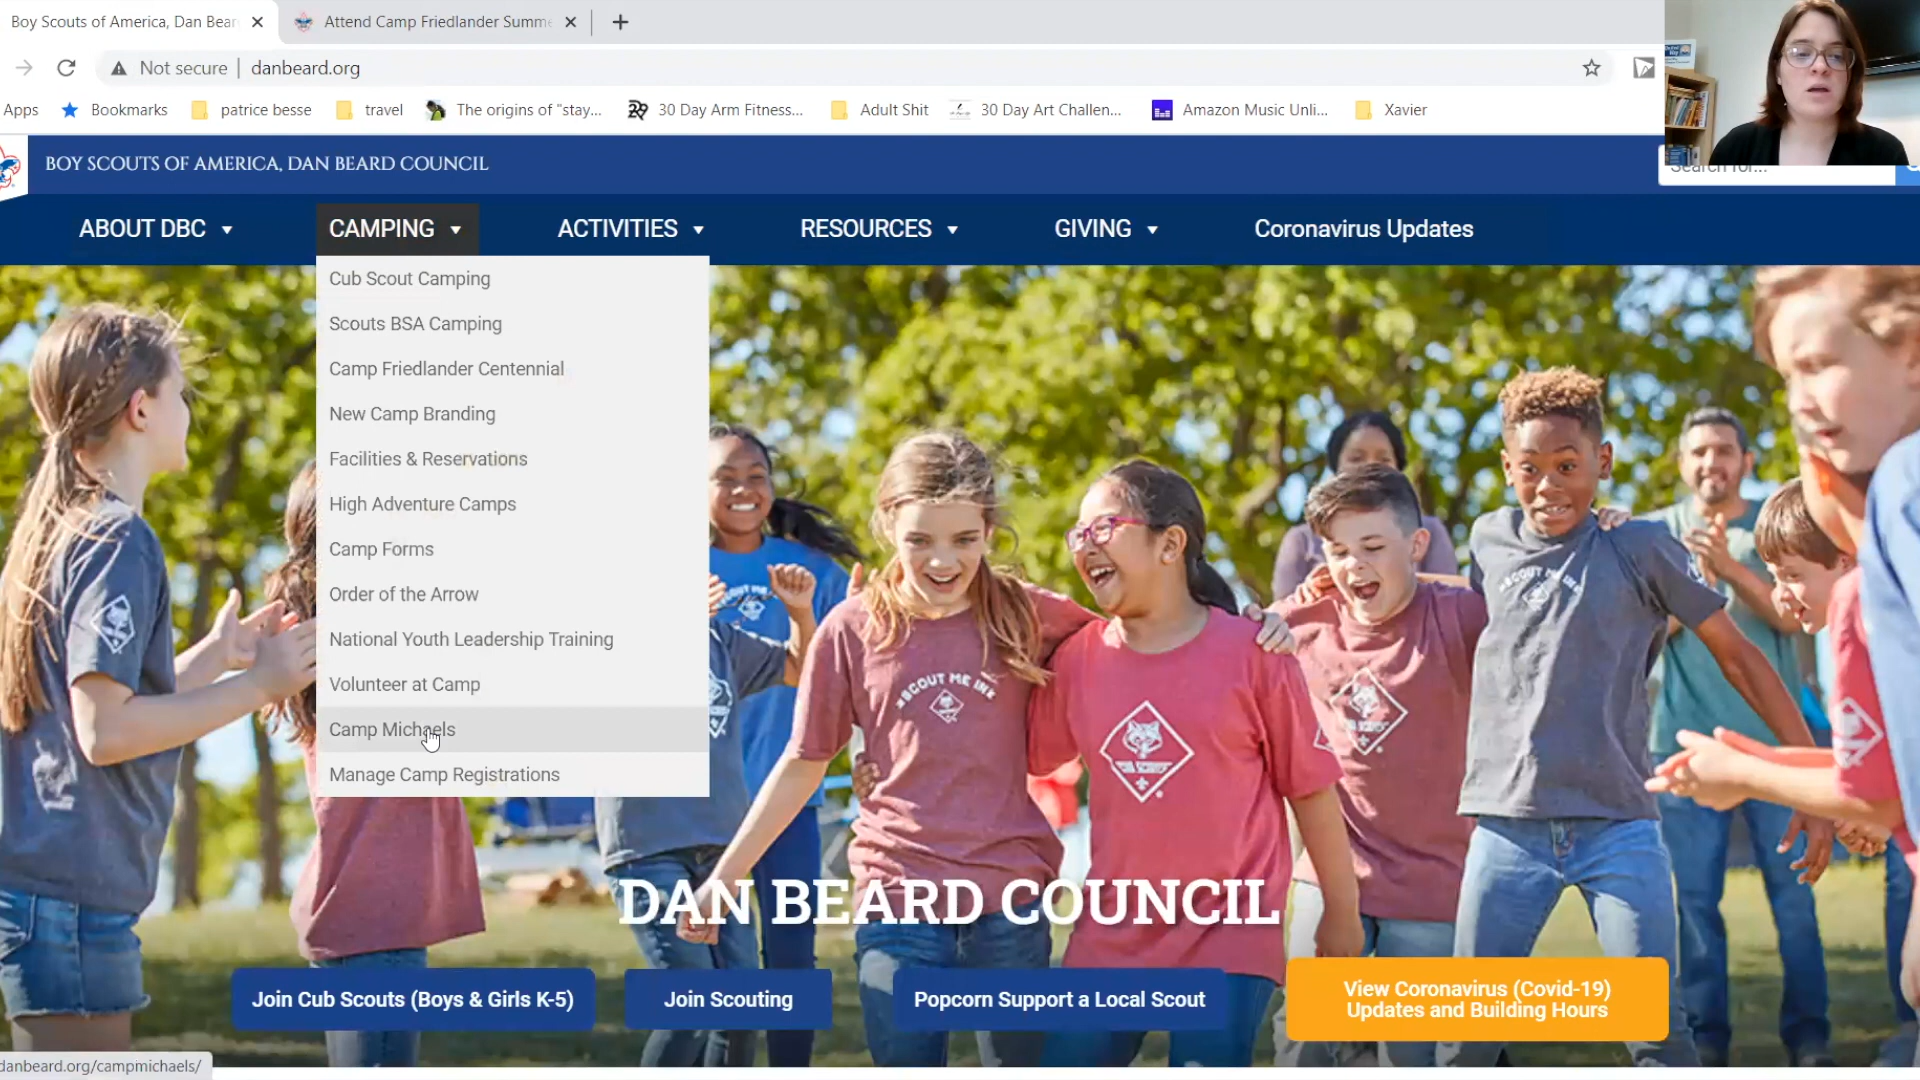 Boy Scouts of America, Dan Bear
Attend Camp Friedlander Summe
Not secure | danbeard.org
Apps
Bookmarks
patrice besse
travel
The origins of "stay...
30 Day Arm Fitness...
Adult Shit
30 Day Art Challen...
Amazon Music Unli...
Xavier
BOY SCOUTS OF AMERICA, DAN BEARD COUNCIL
Search for...
ABOUT DBC
CAMPING
ACTIVITIES
RESOURCES
GIVING
Coronavirus Updates
Cub Scout Camping
Scouts BSA Camping
Camp Friedlander Centennial
New Camp Branding
Facilities & Reservations
High Adventure Camps
Camp Forms
Order of the Arrow
National Youth Leadership Training
Volunteer at Camp
Camp Michaels
Manage Camp Registrations
#SCOUT ME IN
DAN BEARD COUNCIL
Join Cub Scouts (Boys & Girls K-5)
Join Scouting
Popcorn Support a Local Scout
View Coronavirus (Covid-19)
Updates and Building Hours
danbeard.org/campmichaels/